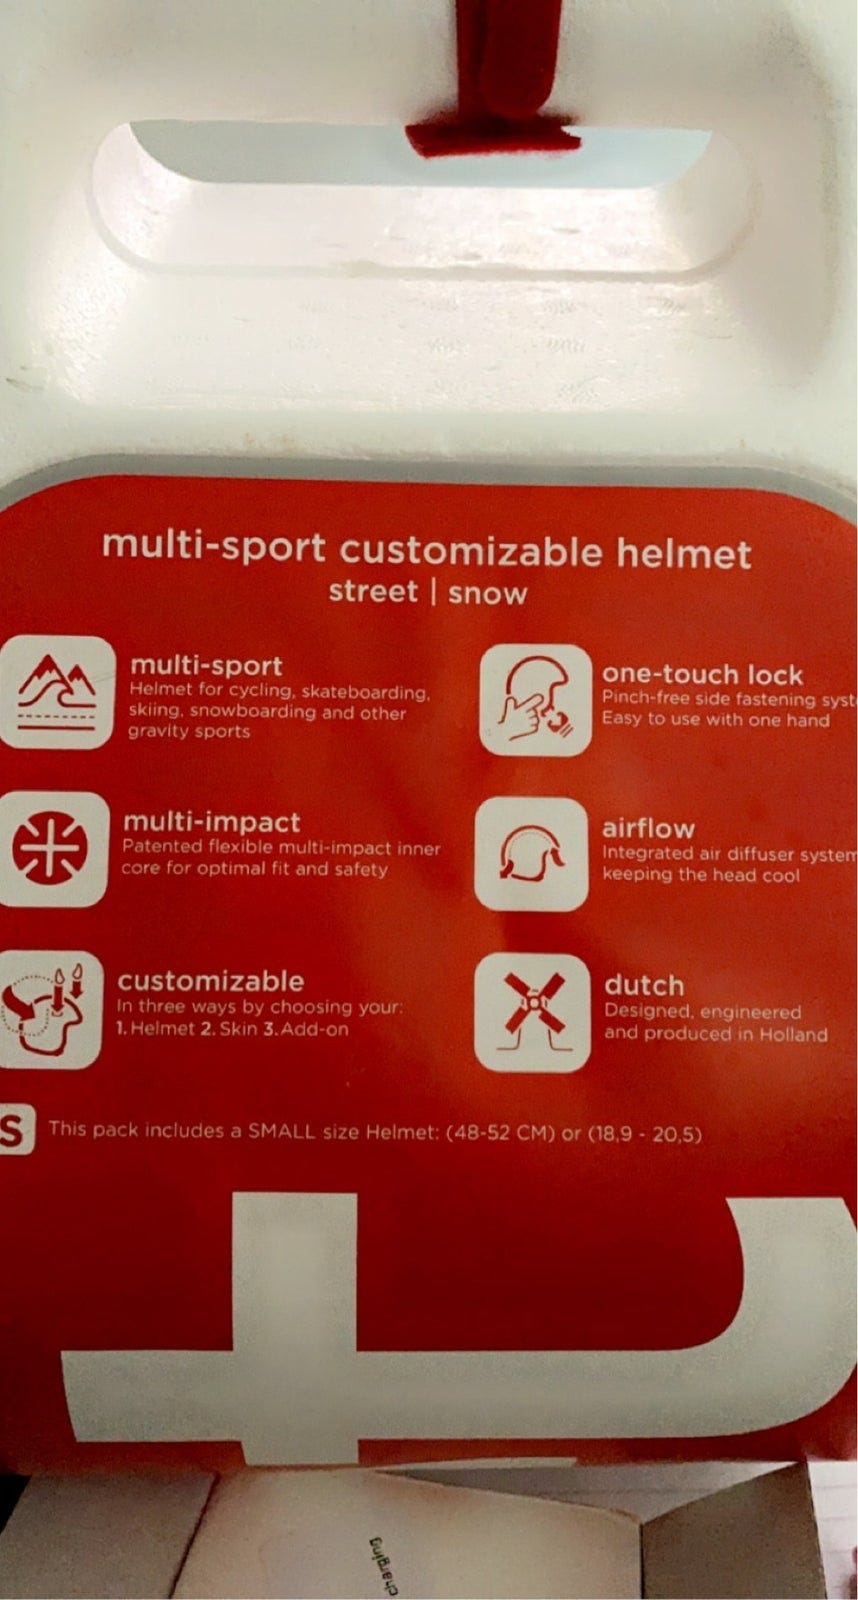 multi-sport customizable helmet
street | snow
multi-sport
Helmet for cycling, skateboarding,
skiing, snowboarding and other
gravity sports
one-touch lock
Pinch-free side fastening syst
Easy to use with one hand
multi-impact
Patented flexible multi-impact inner
core for optimal fit and safety
airflow
Integrated air diffuser system
keeping the head cool
customizable
In three ways by choosing your:
1. Helmet 2. Skin 3. Add-on
dutch
Designed, engineered
and produced in Holland
S This pack includes a SMALL size Helmet: (48-52 CM) or (18,9 - 20,5)
charging